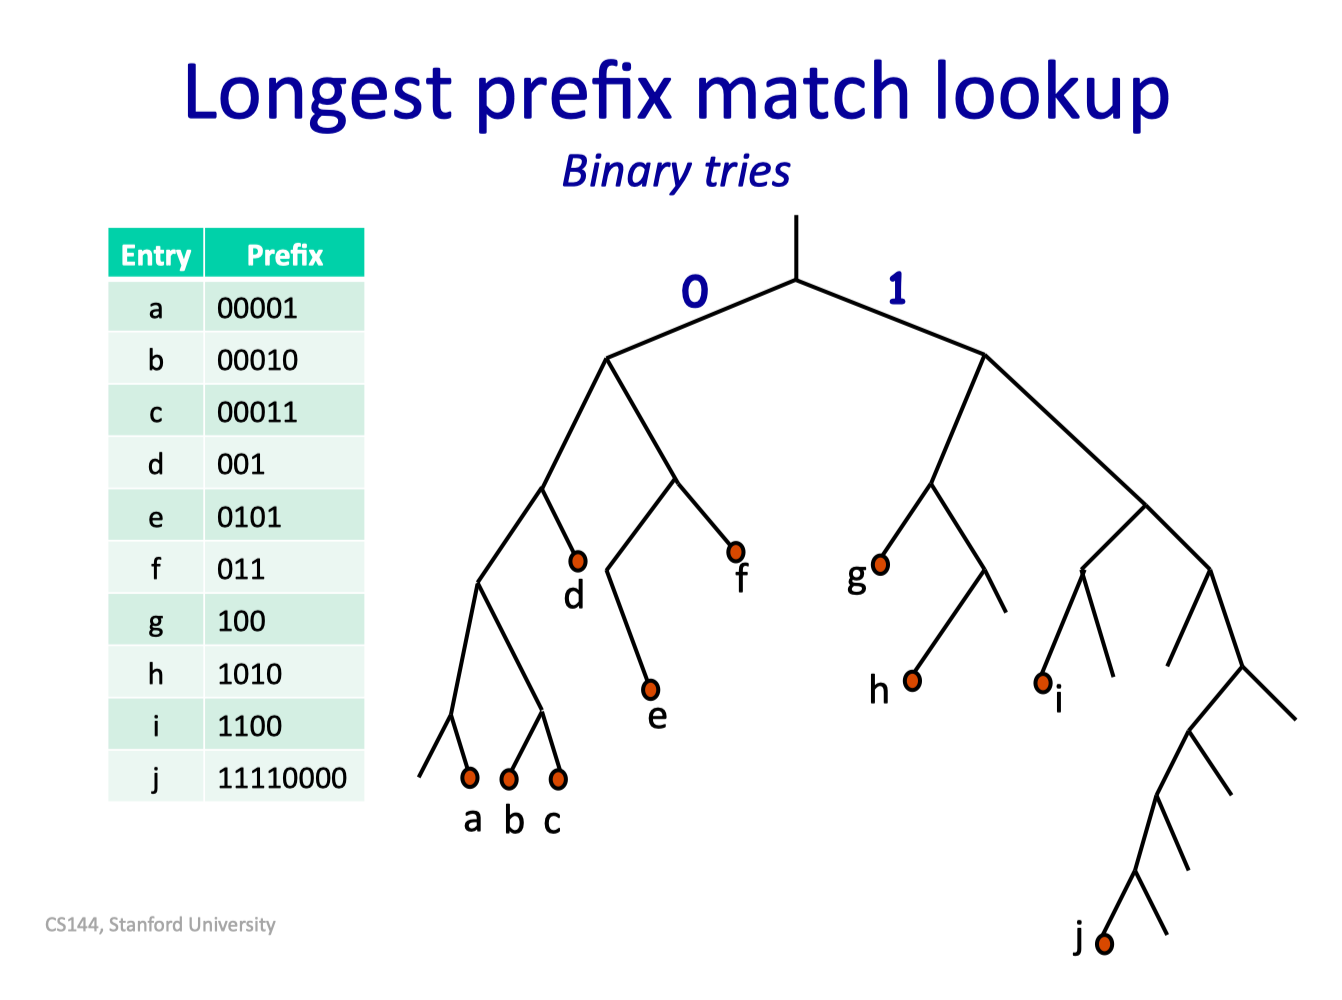 Longest prefix match lookup
Binary tries
Entry Prefix
a 00001
b 00010
c 00011
d 001
e 0101
f 011
g 100
h 1010
i 1100
j 11110000
0 1
d
f
g
e
h
i
a b c
j
CS144, Stanford University